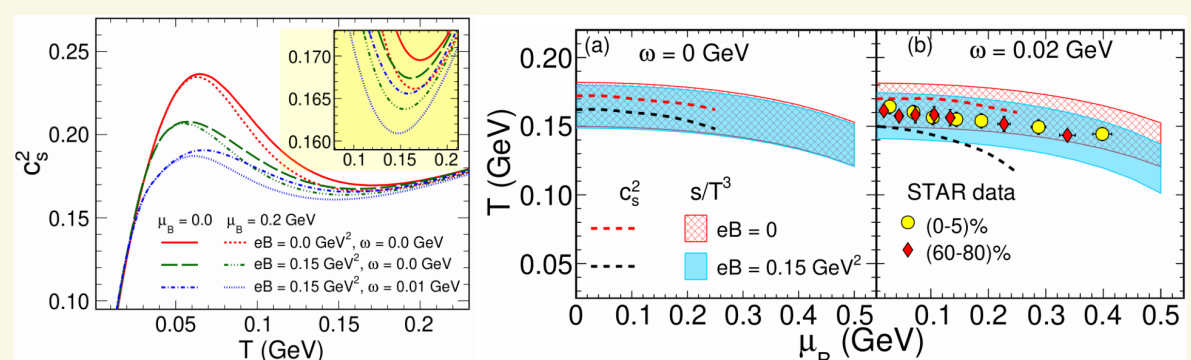 0.25
0.20
0.15
0.10
c_s^2
0.170
0.165
0.160
0.1
0.15
0.2
μ_B = 0.0   μ_B = 0.2 GeV
eB = 0.0 GeV², ω = 0.0 GeV
eB = 0.15 GeV², ω = 0.0 GeV
eB = 0.15 GeV², ω = 0.01 GeV
0.05 0.1 0.15 0.2
T (GeV)
T (GeV)
0.20
0.15
0.10
0.05
(a)
ω = 0 GeV
c_s^2   s/T³
eB = 0
eB = 0.15 GeV²
0 0.1 0.2 0.3 0.4 0.5
(b)
ω = 0.02 GeV
STAR data
(0-5)%
(60-80)%
0.1 0.2 0.3 0.4 0.5
μ_B (GeV)